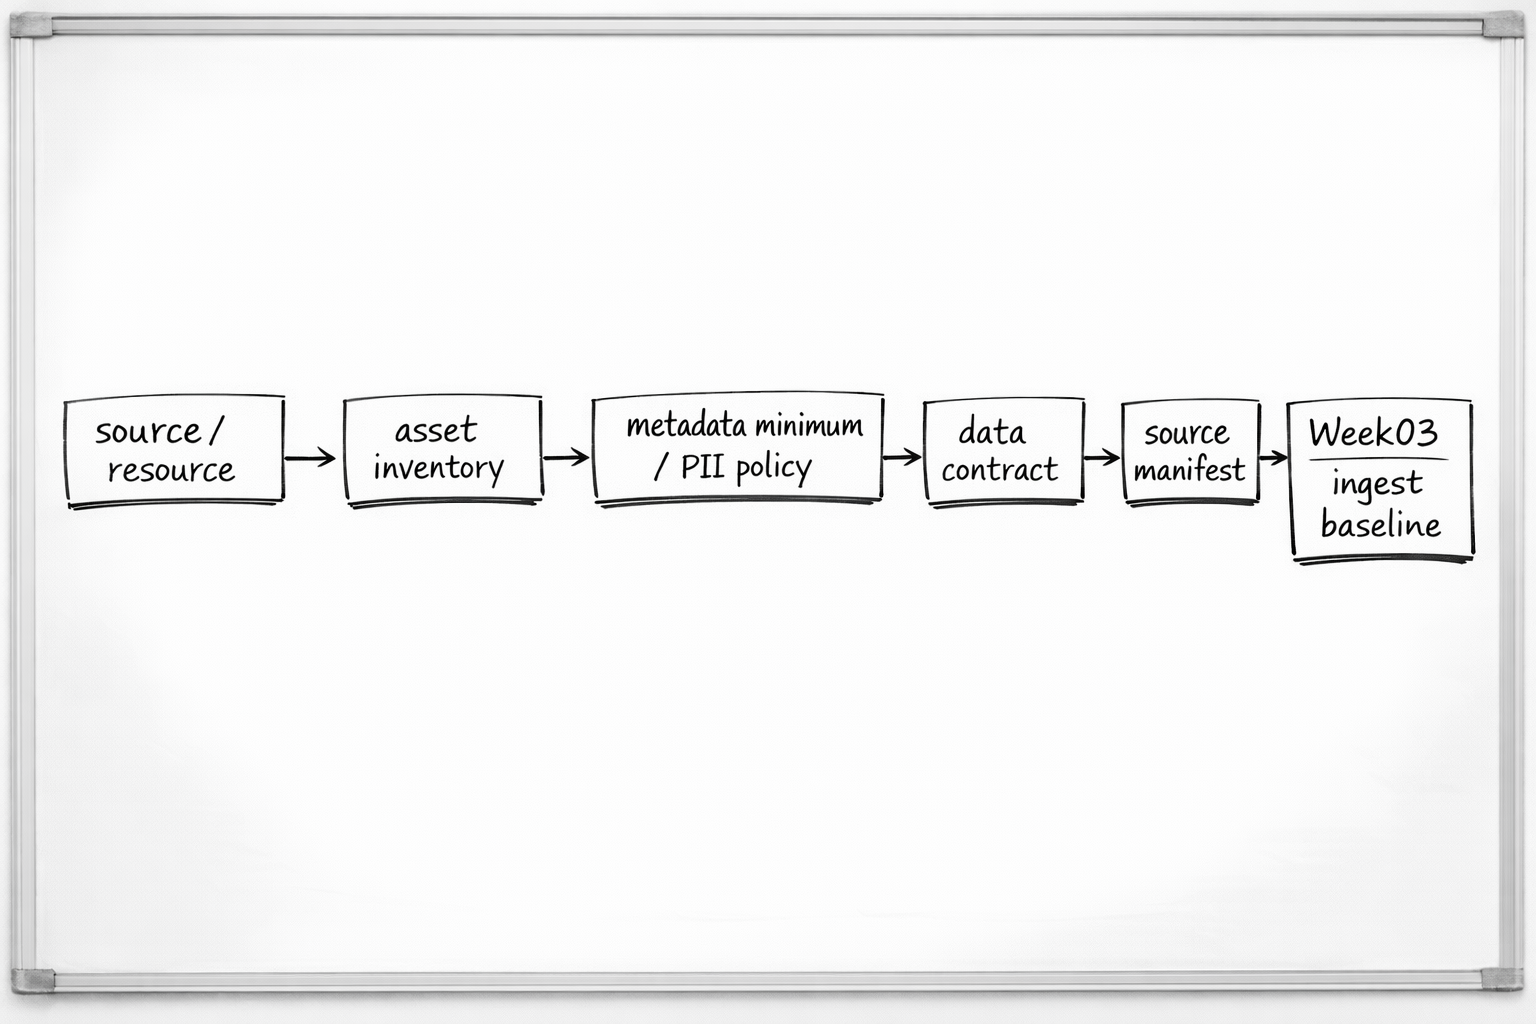 source /
resource
asset
inventory
metadata minimum
/ PII policy
data
contract
source
manifest
Week03
ingest
baseline